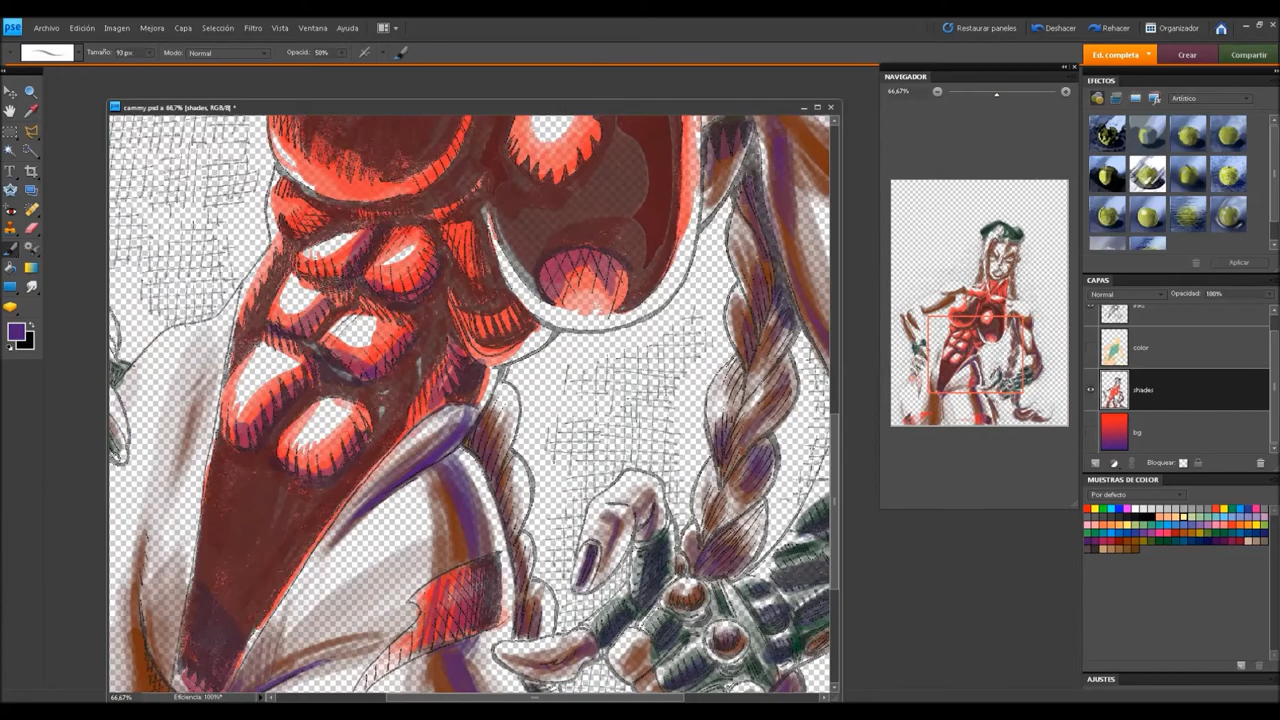 pse Archivo Edición Imagen Mejora Capa Selección Filtro Vista Ventana Ayuda Restaurar paneles Deshacer Rehacer Organizador
Tamaño: 93 px Modo: Normal Opacid.: 50% Ed. completa Crear Compartir
NAVEGADOR
66,67%
EFECTOS
Artístico
cammy.psd a 66,7% [shades, RGB/8] *
Aplicar
CAPAS
Normal Opacidad: 100%
color
shades
bg
Bloquear:
MUESTRAS DE COLOR
Por defecto
AJUSTES
66,67% Eficiencia: 100%*